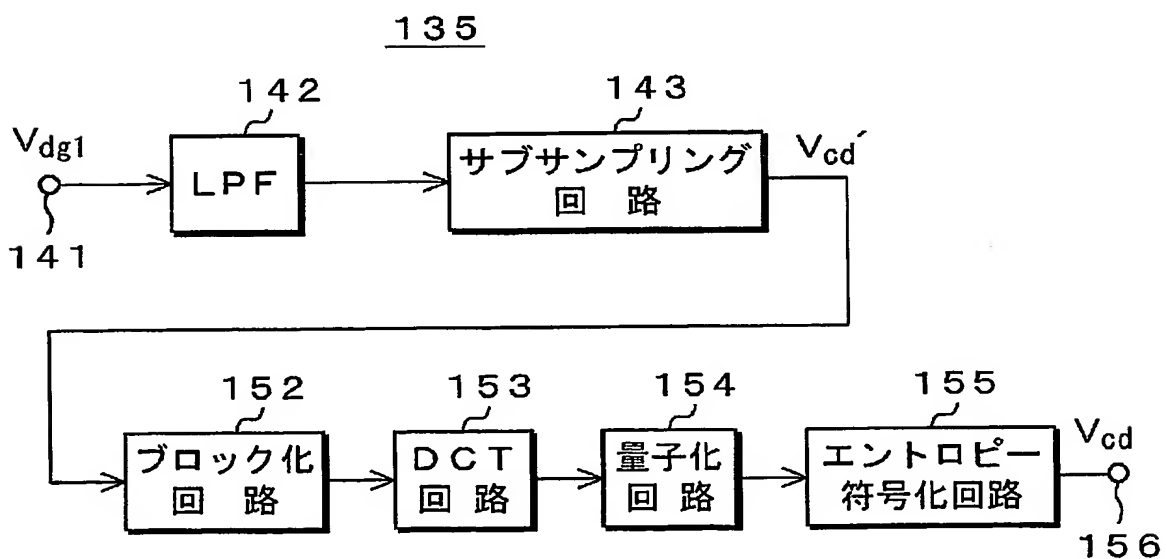 135
142
143
Vdg1
LPF
サブサンプリング
回 路
Vcd´
141
152
153
154
155
ブロック化
回 路
DCT
回 路
量子化
回 路
エントロピー
符号化回路
Vcd
156